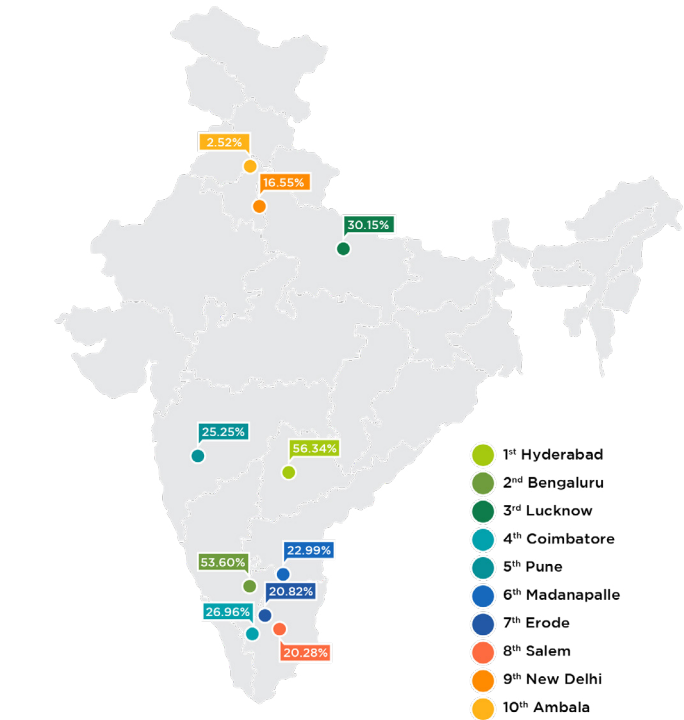 2.52%
16.55%
30.15%
25.25%
56.34%
22.99%
53.60%
20.82%
26.96%
20.28%
1st Hyderabad
2nd Bengaluru
3rd Lucknow
4th Coimbatore
5th Pune
6th Madanapalle
7th Erode
8th Salem
9th New Delhi
10th Ambala